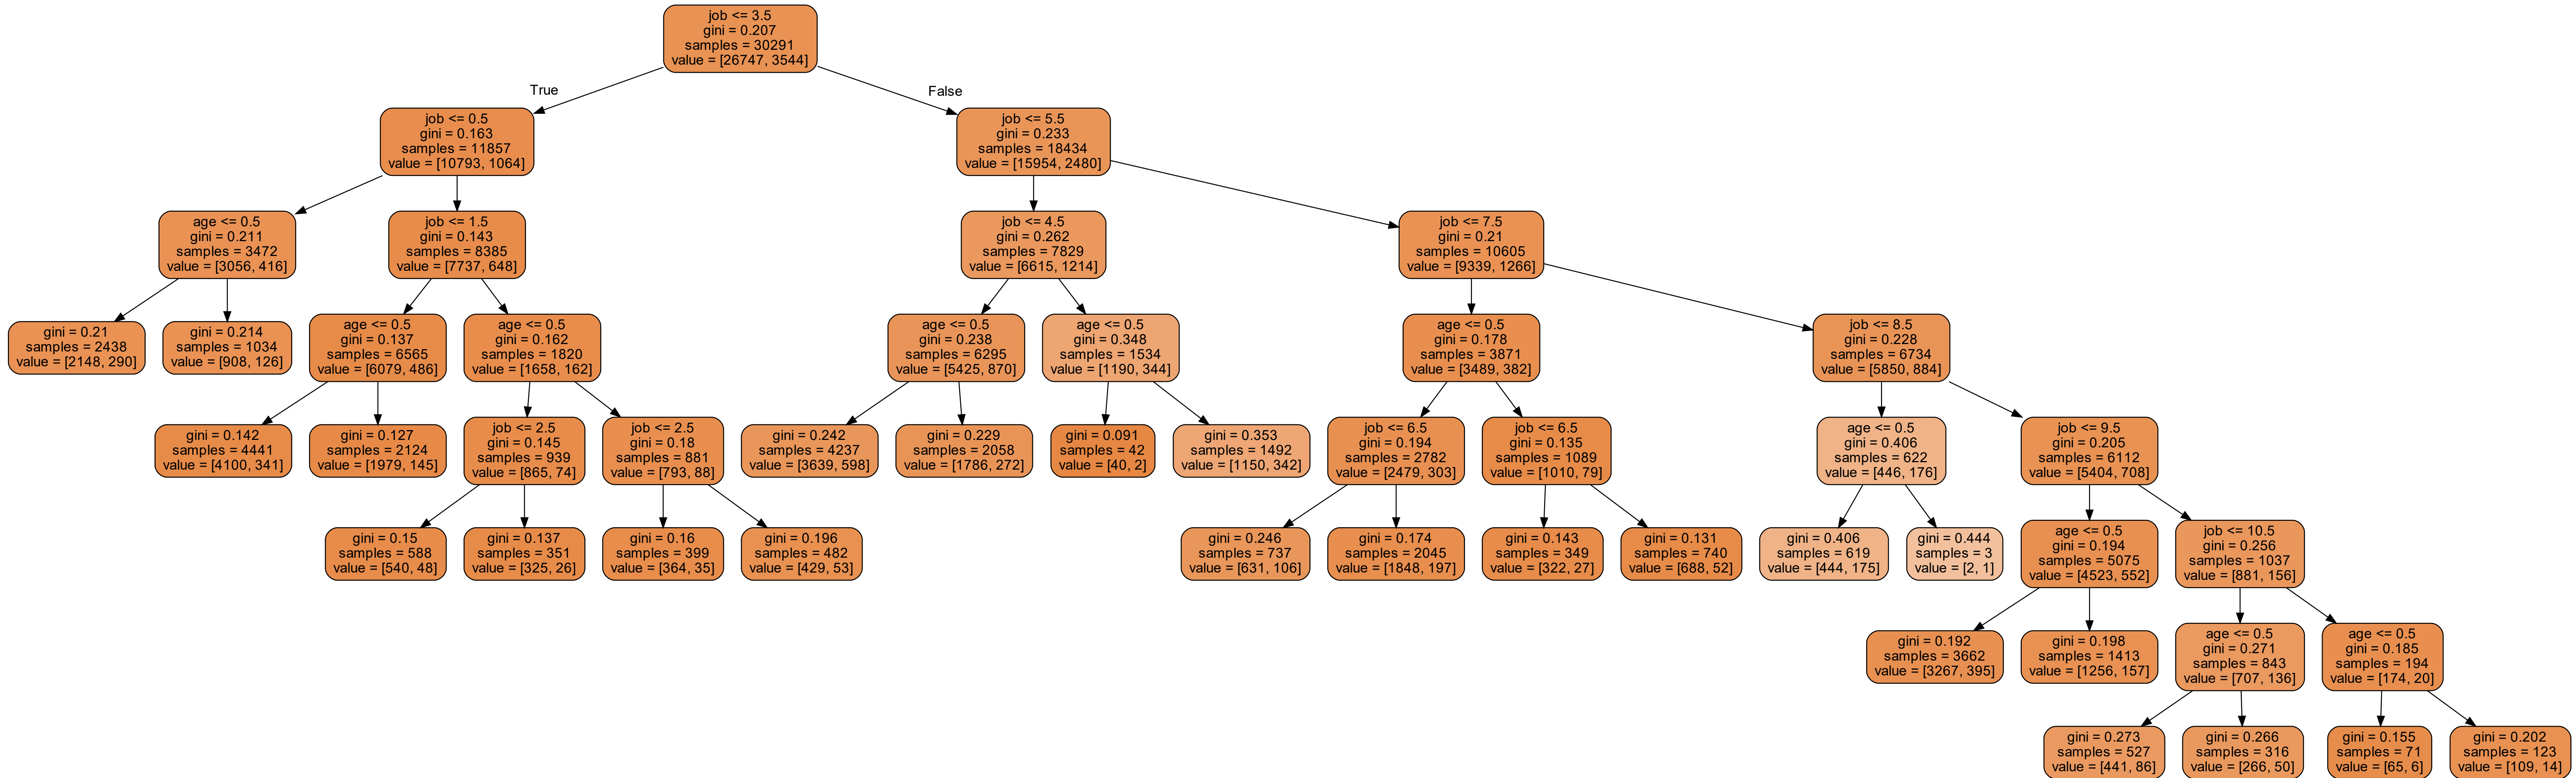 job <= 3.5
gini = 0.207
samples = 30291
value = [26747, 3544]
True
False
job <= 0.5
gini = 0.163
samples = 11857
value = [10793, 1064]
job <= 5.5
gini = 0.233
samples = 18434
value = [15954, 2480]
age <= 0.5
gini = 0.211
samples = 3472
value = [3056, 416]
job <= 1.5
gini = 0.143
samples = 8385
value = [7737, 648]
job <= 4.5
gini = 0.262
samples = 7829
value = [6615, 1214]
job <= 7.5
gini = 0.21
samples = 10605
value = [9339, 1266]
gini = 0.21
samples = 2438
value = [2148, 290]
gini = 0.214
samples = 1034
value = [908, 126]
age <= 0.5
gini = 0.137
samples = 6565
value = [6079, 486]
age <= 0.5
gini = 0.162
samples = 1820
value = [1658, 162]
age <= 0.5
gini = 0.238
samples = 6295
value = [5425, 870]
age <= 0.5
gini = 0.348
samples = 1534
value = [1190, 344]
age <= 0.5
gini = 0.178
samples = 3871
value = [3489, 382]
job <= 8.5
gini = 0.228
samples = 6734
value = [5850, 884]
gini = 0.142
samples = 4441
value = [4100, 341]
gini = 0.127
samples = 2124
value = [1979, 145]
job <= 2.5
gini = 0.145
samples = 939
value = [865, 74]
job <= 2.5
gini = 0.18
samples = 881
value = [793, 88]
gini = 0.242
samples = 4237
value = [3639, 598]
gini = 0.229
samples = 2058
value = [1786, 272]
gini = 0.091
samples = 42
value = [40, 2]
gini = 0.353
samples = 1492
value = [1150, 342]
job <= 6.5
gini = 0.194
samples = 2782
value = [2479, 303]
job <= 6.5
gini = 0.135
samples = 1089
value = [1010, 79]
age <= 0.5
gini = 0.406
samples = 622
value = [446, 176]
job <= 9.5
gini = 0.205
samples = 6112
value = [5404, 708]
gini = 0.15
samples = 588
value = [540, 48]
gini = 0.137
samples = 351
value = [325, 26]
gini = 0.16
samples = 399
value = [364, 35]
gini = 0.196
samples = 482
value = [429, 53]
gini = 0.246
samples = 737
value = [631, 106]
gini = 0.174
samples = 2045
value = [1848, 197]
gini = 0.143
samples = 349
value = [322, 27]
gini = 0.131
samples = 740
value = [688, 52]
gini = 0.406
samples = 619
value = [444, 175]
gini = 0.444
samples = 3
value = [2, 1]
age <= 0.5
gini = 0.194
samples = 5075
value = [4523, 552]
job <= 10.5
gini = 0.256
samples = 1037
value = [881, 156]
gini = 0.192
samples = 3662
value = [3267, 395]
gini = 0.198
samples = 1413
value = [1256, 157]
age <= 0.5
gini = 0.271
samples = 843
value = [707, 136]
age <= 0.5
gini = 0.185
samples = 194
value = [174, 20]
gini = 0.273
samples = 527
value = [441, 86]
gini = 0.266
samples = 316
value = [266, 50]
gini = 0.155
samples = 71
value = [65, 6]
gini = 0.202
samples = 123
value = [109, 14]